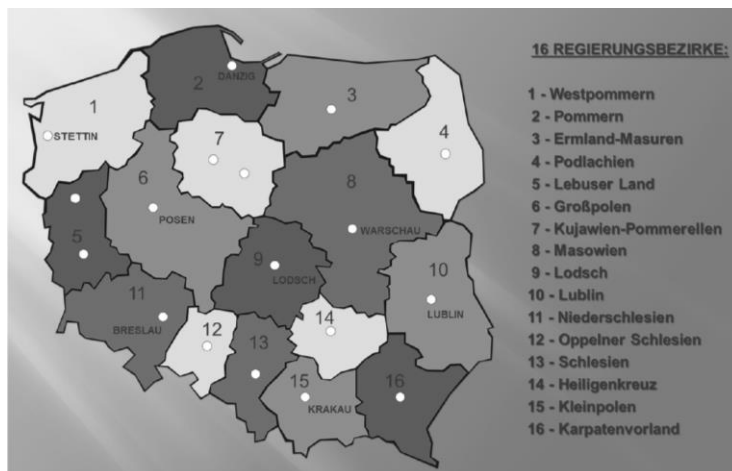 16 REGIERUNGSBEZIRKE:
1 - Westpommern
2 - Pommern
3 - Ermland-Masuren
4 - Podlachien
5 - Lebuser Land
6 - Großpolen
7 - Kujawien-Pommerellen
8 - Masowien
9 - Lodsch
10 - Lublin
11 - Niederschlesien
12 - Oppelner Schlesien
13 - Schlesien
14 - Heiligenkreuz
15 - Kleinpolen
16 - Karpatenvorland
1
STETTIN
2
DANZIG
3
4
5
6
POSEN
7
8
WARSCHAU
9
LODSCH
10
LUBLIN
11
BRESLAU
12
13
14
15
KRAKAU
16